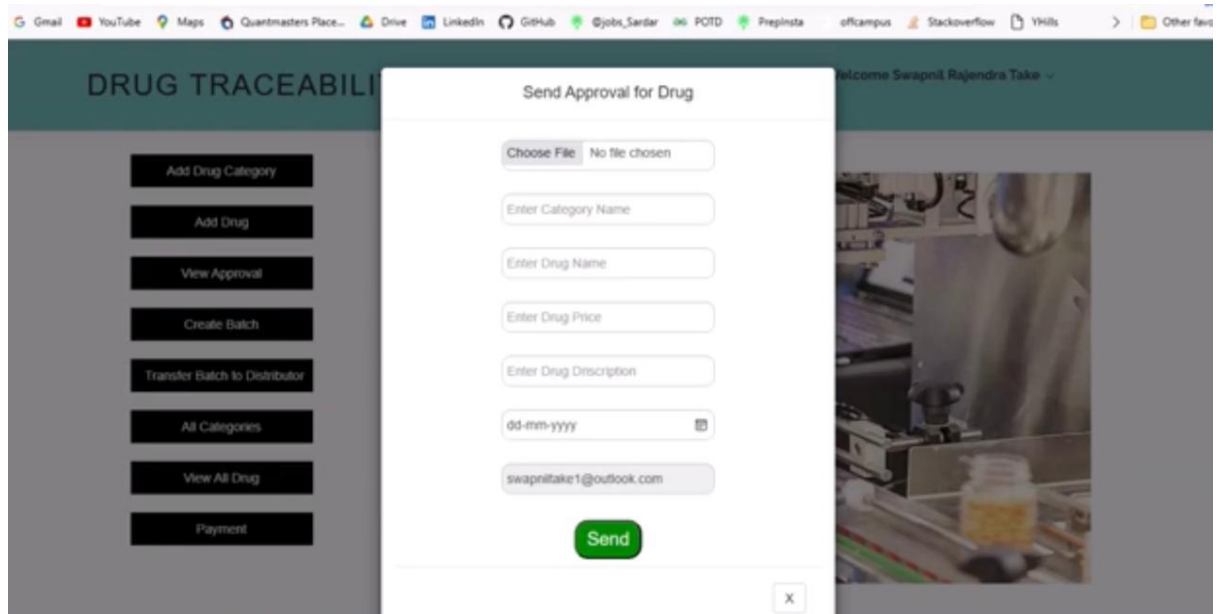 Gmail YouTube Maps Quantmasters Place... Drive LinkedIn GitHub @jobs_Sardar POTD PrepInsta offcampus Stackoverflow YHills > Other favo
DRUG TRACEABILI
elcome Swapnil Rajendra Take
Send Approval for Drug
Choose File No file chosen
Enter Category Name
Enter Drug Name
Enter Drug Price
Enter Drug Driscription
dd-mm-yyyy
swapniltake1@outlook.com
Send
X
Add Drug Category
Add Drug
View Approval
Create Batch
Transfer Batch to Distributor
All Categories
View All Drug
Payment